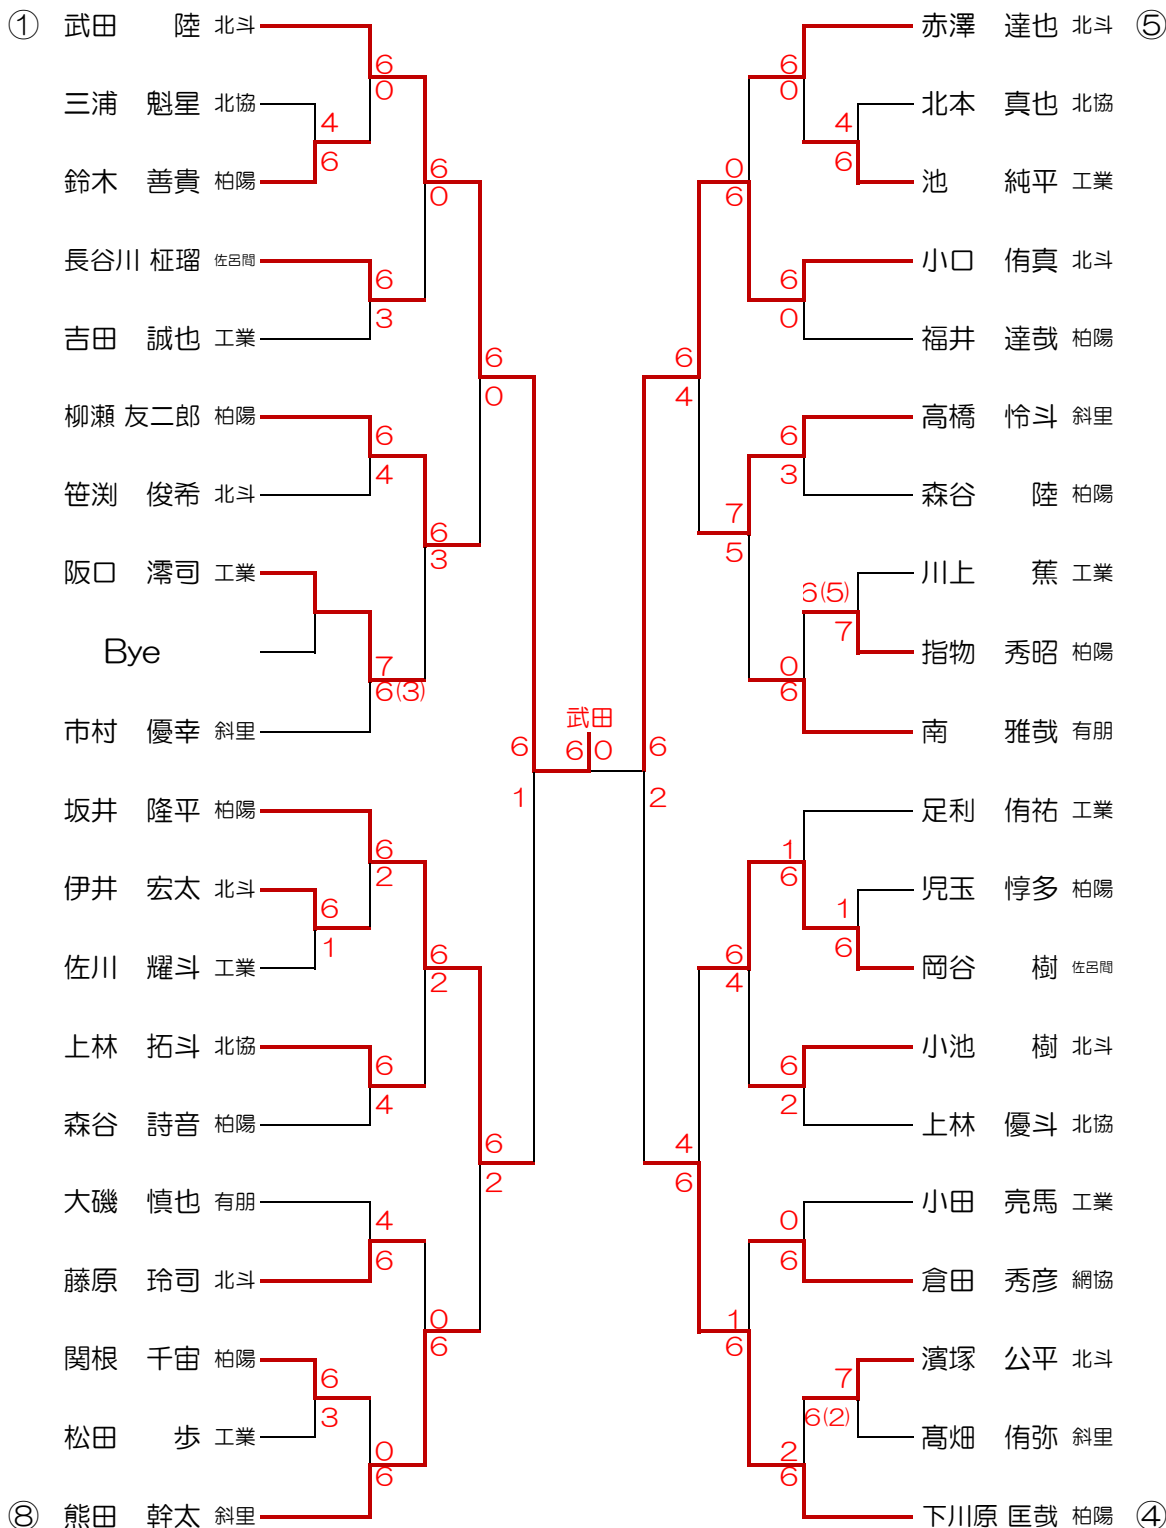 ① 武田 陸 北斗
6
0
三浦 魁星 北協
4
6
鈴木 善貴 柏陽
6
0
長谷川 柾瑠 佐呂間
6
3
吉田 誠也 工業
6
0
柳瀬 友二郎 柏陽
6
4
笹渕 俊希 北斗
6
3
阪口 澪司 工業
Bye
7
6(3)
市村 優幸 斜里
6
1
坂井 隆平 柏陽
6
2
伊井 宏太 北斗
6
1
佐川 耀斗 工業
6
2
上林 拓斗 北協
6
4
森谷 詩音 柏陽
6
2
大磯 慎也 有朋
4
6
藤原 玲司 北斗
0
6
関根 千宙 柏陽
6
3
松田 歩 工業
0
6
⑧ 熊田 幹太 斜里
武田
6 0
赤澤 達也 北斗 ⑤
6
0
北本 真也 北協
4
6
池 純平 工業
0
6
小口 侑真 北斗
6
0
福井 達哉 柏陽
6
4
高橋 怜斗 斜里
6
3
森谷 陸 柏陽
7
5
川上 蕉 工業
6(5)
7
指物 秀昭 柏陽
0
6
南 雅哉 有朋
6
2
足利 侑祐 工業
1
6
児玉 惇多 柏陽
1
6
岡谷 樹 佐呂間
6
4
小池 樹 北斗
6
2
上林 優斗 北協
4
6
小田 亮馬 工業
0
6
倉田 秀彦 網協
1
6
濱塚 公平 北斗
7
6(2)
髙畑 侑弥 斜里
2
6
下川原 匡哉 柏陽 ④